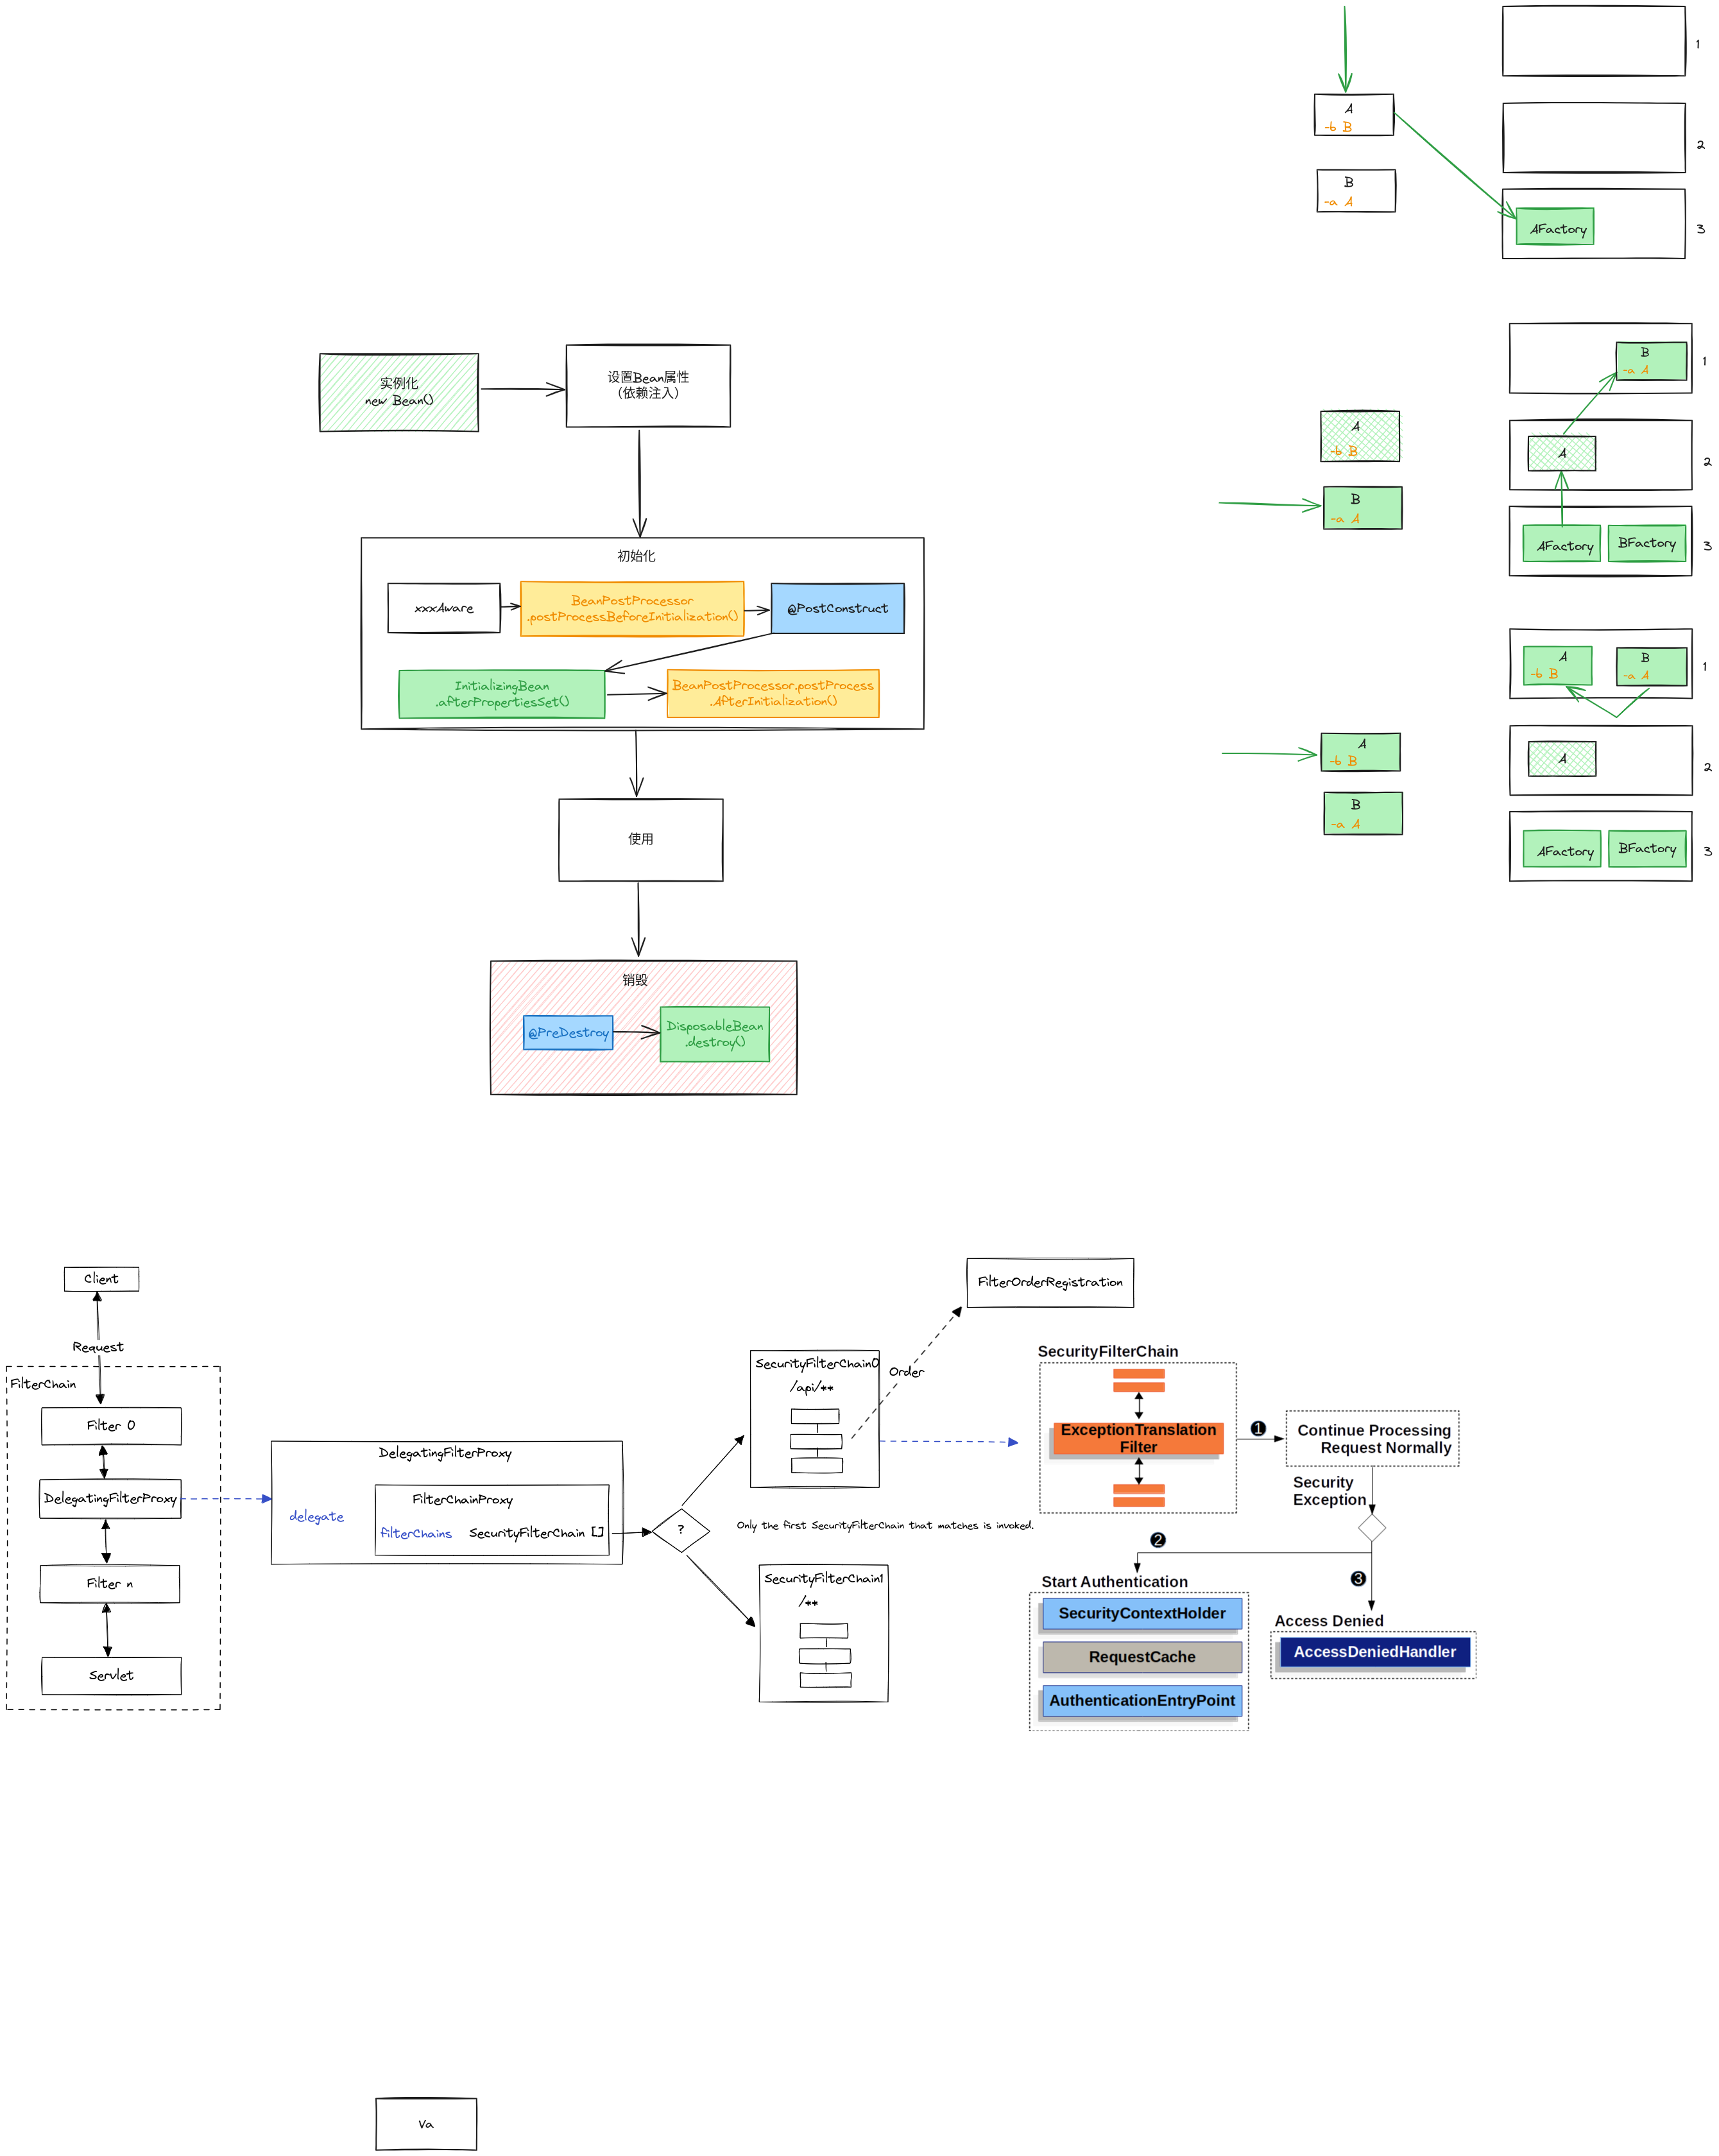 1
A
-b B
2
B
-a A
AFactory
3
B
-a A
1
A
-b B
A
2
B
-a A
AFactory
BFactory
3
A
-b B
B
-a A
1
A
-b B
A
2
B
-a A
AFactory
BFactory
3
实例化
new Bean()
设置Bean属性
（依赖注入）
初始化
xxxAware
BeanPostProcessor
.postProcessBeforeInitialization()
@PostConstruct
InitializingBean
.afterPropertiesSet()
BeanPostProcessor.postProcess
.AfterInitialization()
使用
销毁
@PreDestroy
DisposableBean
.destroy()
Client
Request
FilterChain
Filter 0
DelegatingFilterProxy
Filter n
Servlet
DelegatingFilterProxy
delegate
FilterChainProxy
filterChains
SecurityFilterChain []
?
SecurityFilterChain0
/api/**
Order
FilterOrderRegistration
Only the first SecurityFilterChain that matches is invoked.
SecurityFilterChain1
/**
SecurityFilterChain
ExceptionTranslation
Filter
1
Continue Processing
Request Normally
Security
Exception
2
3
Start Authentication
SecurityContextHolder
RequestCache
AuthenticationEntryPoint
Access Denied
AccessDeniedHandler
Va